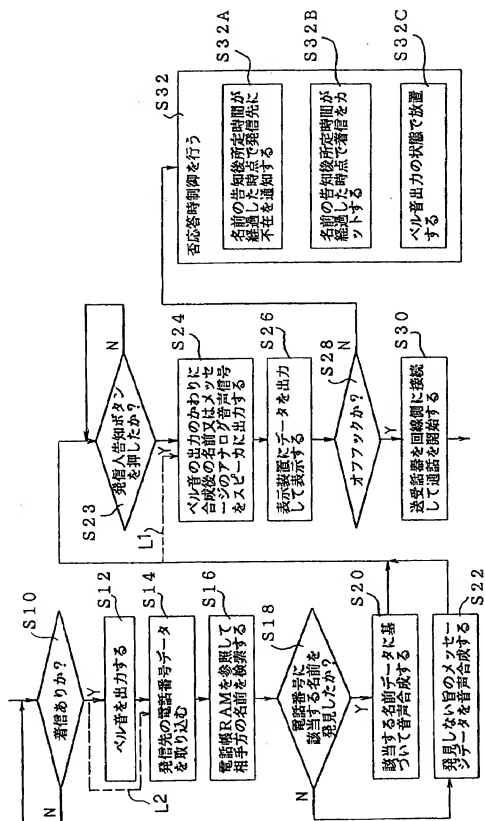 S10
着信ありか?
N
Y
S12
ベル音を出力する
L2
S14
発信先の電話番号データ
を取り込む
S16
電話帳RAMを参照して
相手方の名前を検索する
S18
電話番号に
該当する名前を
発見したか?
N
Y
S20
該当する名前データに基
づいて音声合成する
S22
発見しない旨のメッセー
ジデータを音声合成する
S23
発信人告知ボタン
を押したか?
N
Y
L1
S24
ベル音の出力のかわりに
合成後の名前又はメッセ
ージのアナログ音声信号
をスピーカに出力する
S26
表示装置にデータを出力
して表示する
S28
オフフックか?
N
Y
S30
送受話器を回線側に接続
して通話を開始する
S32
否応答時制御を行う
S32A
名前の告知後所定時間が
経過した時点で発信先に
不在を通知する
S32B
名前の告知後所定時間が
経過した時点で着信をカ
ットする
S32C
ベル音出力の状態で放置
する